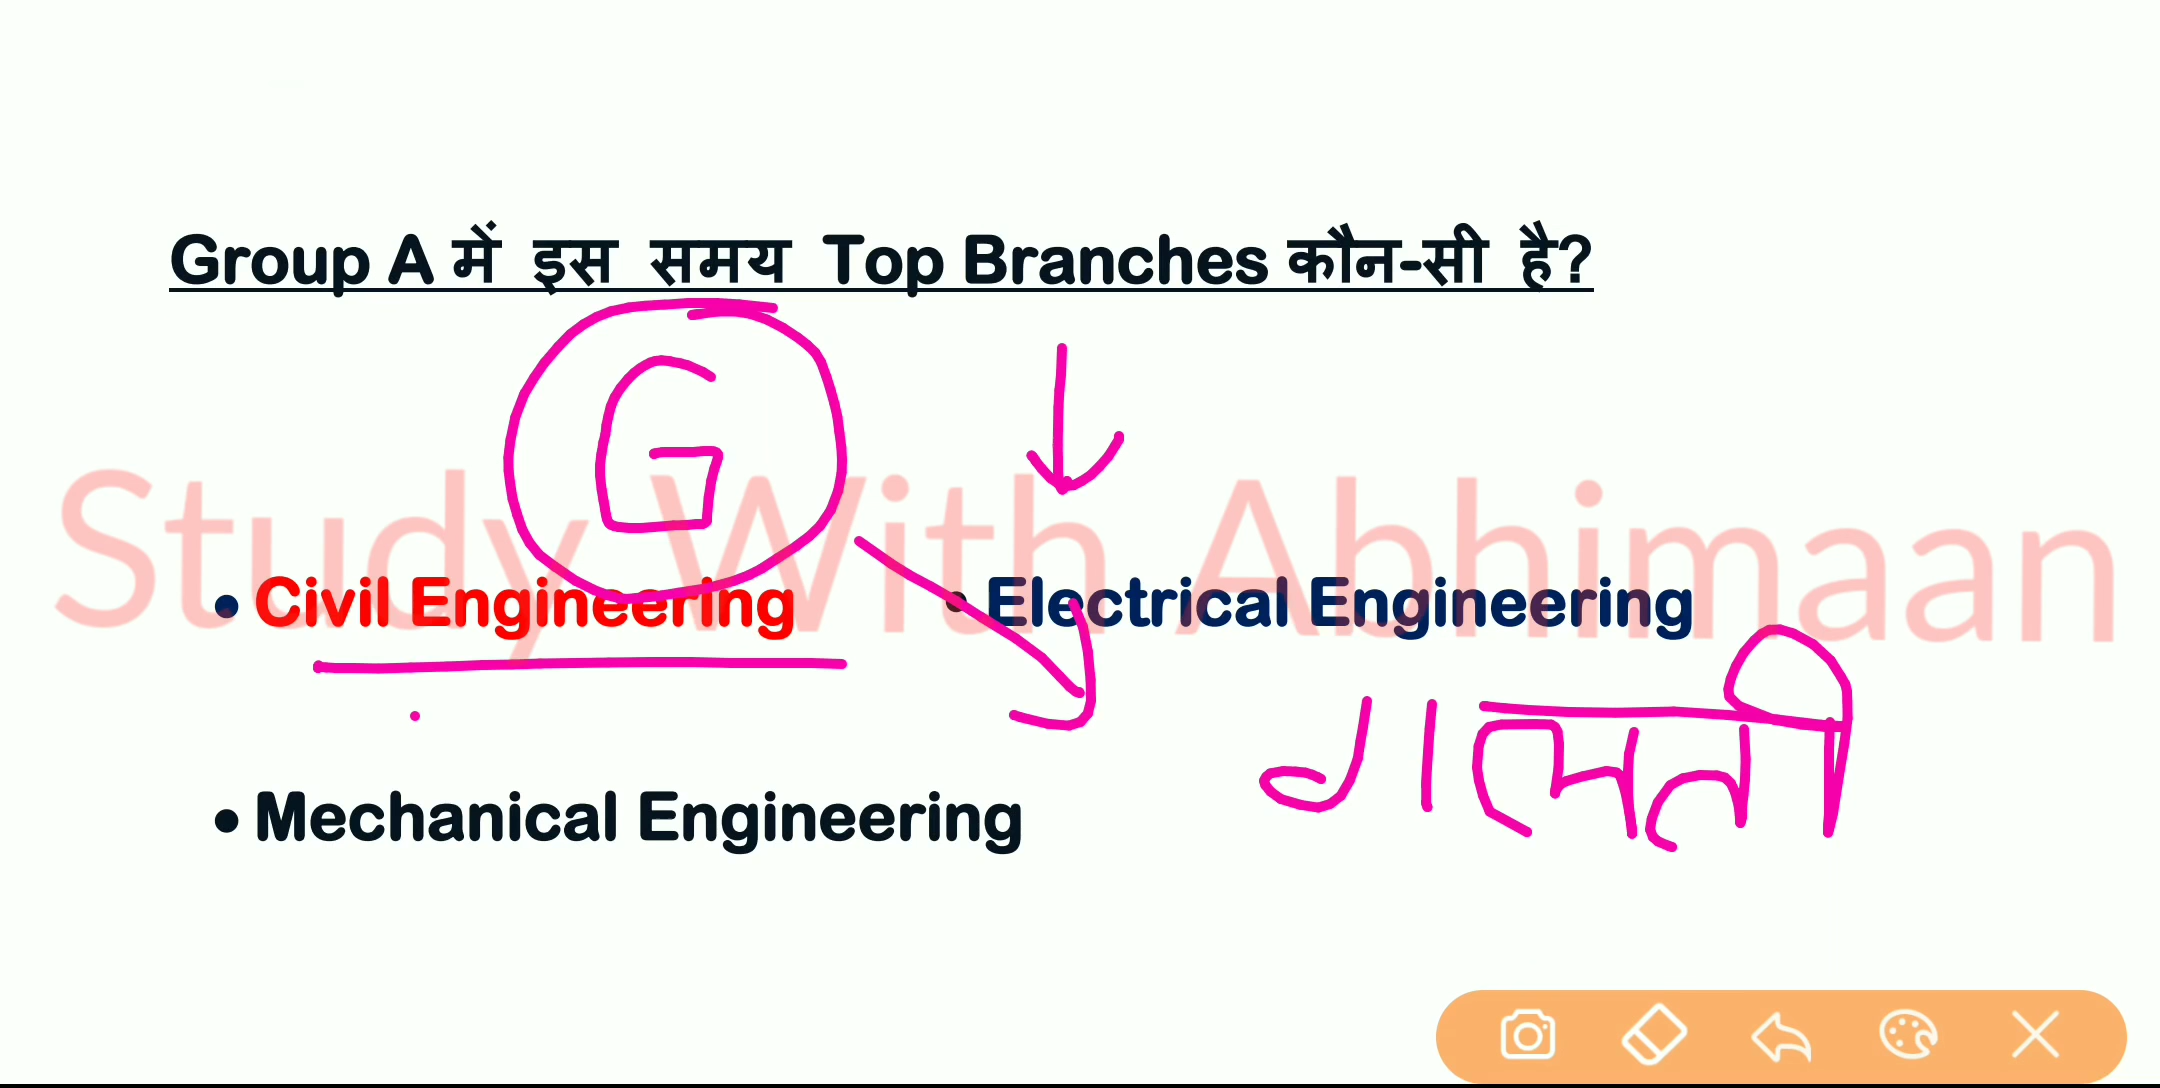 Group A में इस समय Top Branches कौन-सी है?
G
Study With Abhimaan
• Civil Engineering
• Electrical Engineering
गलती
• Mechanical Engineering